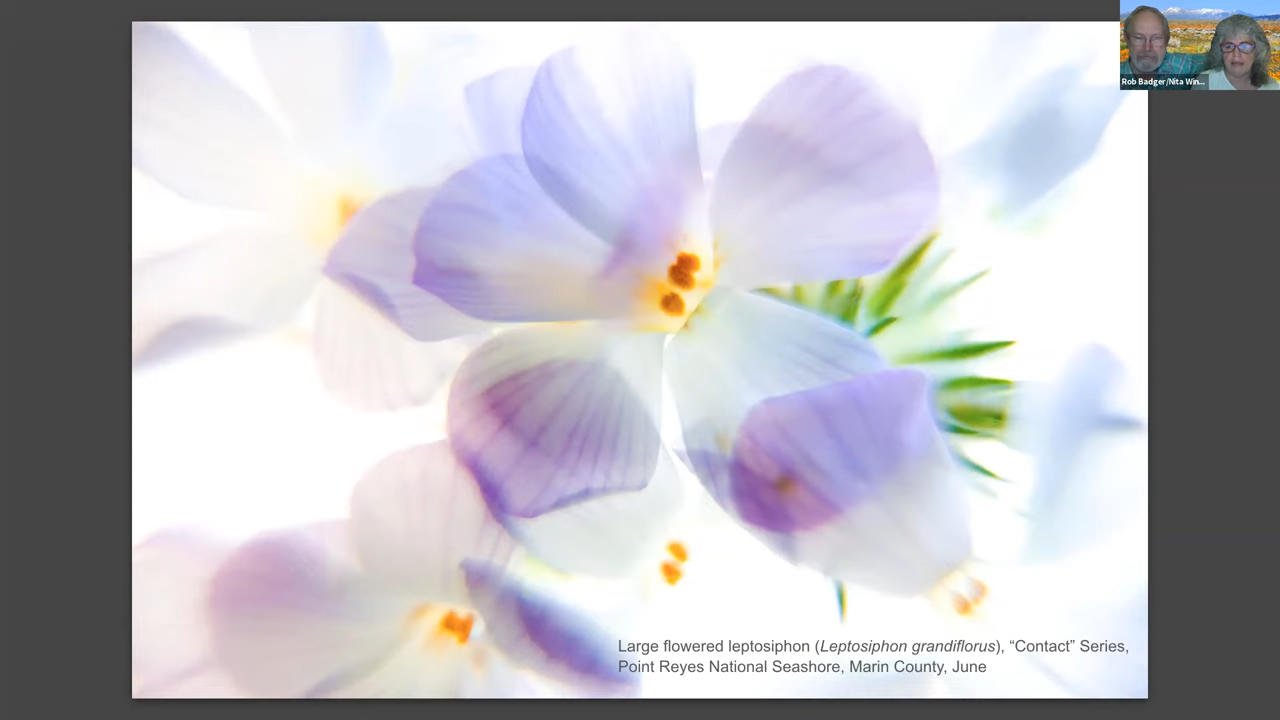 Rob Badger/Nita Win...
Large flowered leptosiphon (Leptosiphon grandiflorus), “Contact” Series,
Point Reyes National Seashore, Marin County, June